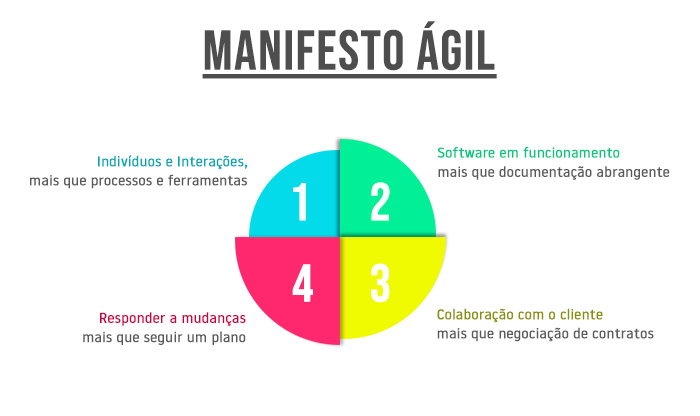 MANIFESTO ÁGIL
Indivíduos e Interações,
mais que processos e ferramentas
1
2
Software em funcionamento
mais que documentação abrangente
4
3
Responder a mudanças
mais que seguir um plano
Colaboração com o cliente
mais que negociação de contratos